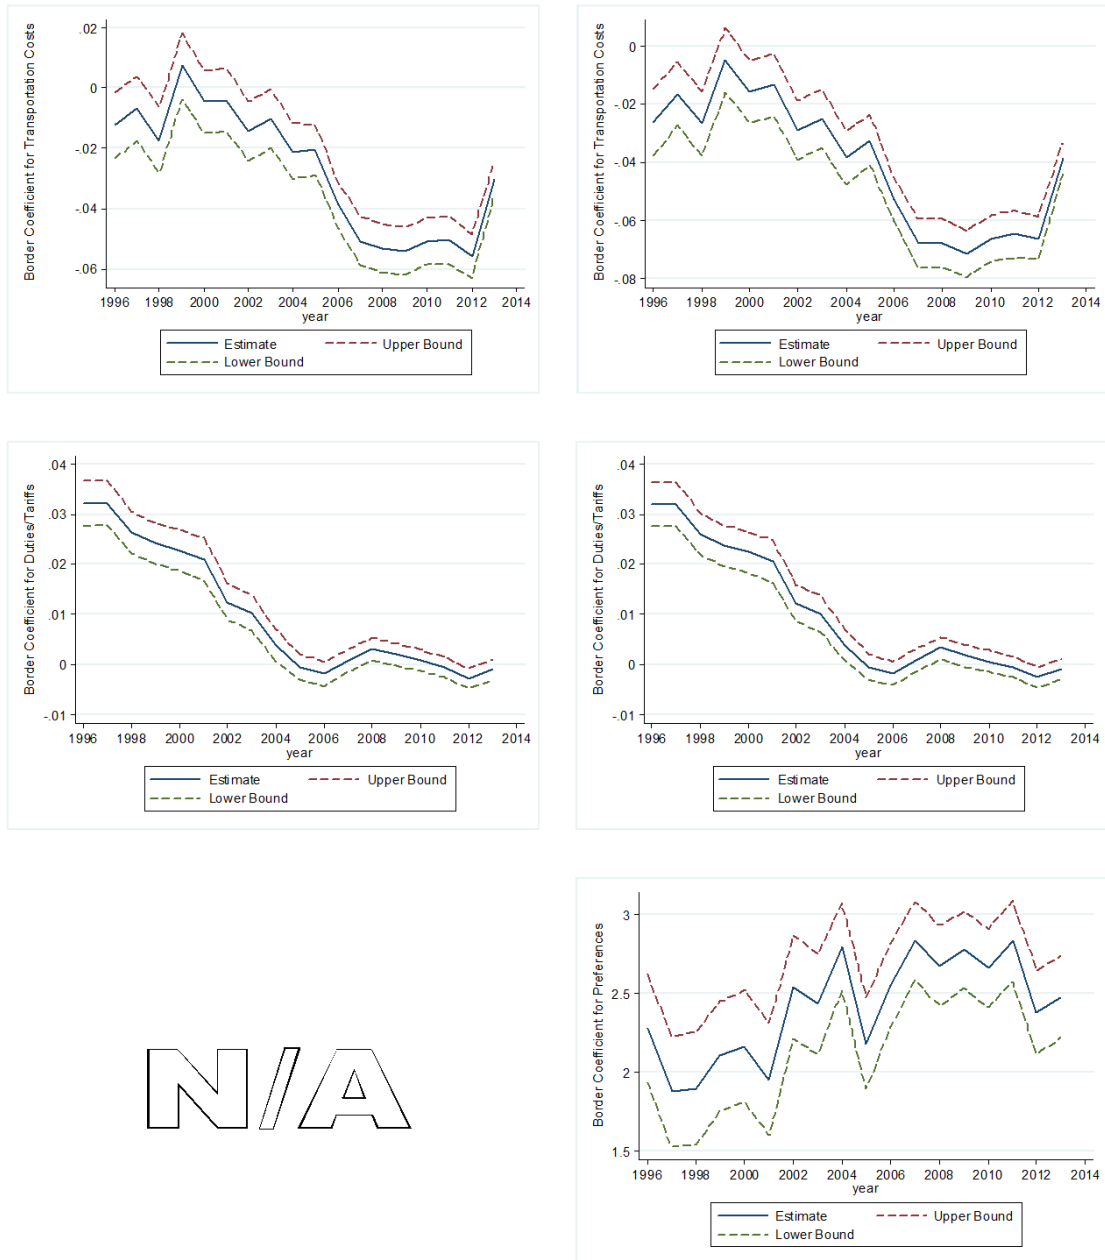 Border Coefficient for Transportation Costs
.02
0
-.02
-.04
-.06
1996 1998 2000 2002 2004 2006 2008 2010 2012 2014
year
Estimate Upper Bound
Lower Bound
Border Coefficient for Transportation Costs
0
-.02
-.04
-.06
-.08
1996 1998 2000 2002 2004 2006 2008 2010 2012 2014
year
Estimate Upper Bound
Lower Bound
Border Coefficient for Duties/Tariffs
.04
.03
.02
.01
0
-.01
1996 1998 2000 2002 2004 2006 2008 2010 2012 2014
year
Estimate Upper Bound
Lower Bound
Border Coefficient for Duties/Tariffs
.04
.03
.02
.01
0
-.01
1996 1998 2000 2002 2004 2006 2008 2010 2012 2014
year
Estimate Upper Bound
Lower Bound
N/A
Border Coefficient for Preferences
3
2.5
2
1.5
1996 1998 2000 2002 2004 2006 2008 2010 2012 2014
year
Estimate Upper Bound
Lower Bound